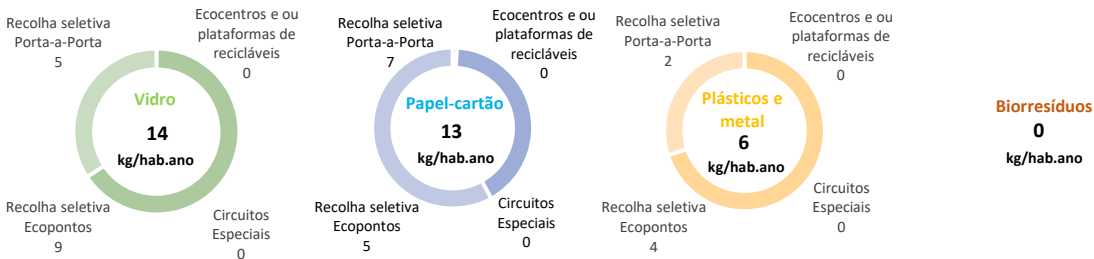 Recolha seletiva
Porta-a-Porta
5
Ecocentros e ou
plataformas de
recicláveis
0
Vidro
14
kg/hab.ano
Recolha seletiva
Ecopontos
9
Circuitos
Especiais
0
Recolha seletiva
Porta-a-Porta
7
Ecocentros e ou
plataformas de
recicláveis
0
Papel-cartão
13
kg/hab.ano
Recolha seletiva
Ecopontos
5
Circuitos
Especiais
0
Recolha seletiva
Porta-a-Porta
2
Ecocentros e ou
plataformas de
recicláveis
0
Plásticos e
metal
6
kg/hab.ano
Recolha seletiva
Ecopontos
4
Circuitos
Especiais
0
Biorresíduos
0
kg/hab.ano